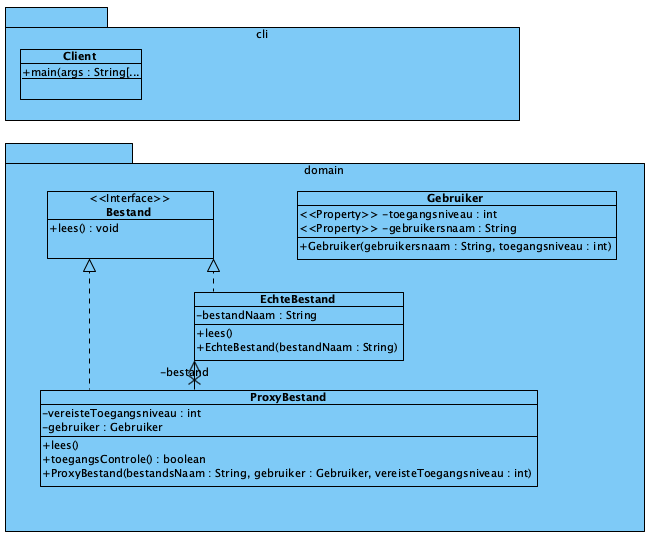 cli
Client
+main(args : String[...
domain
<<Interface>>
Bestand
+lees() : void
Gebruiker
<<Property>> -toegangsniveau : int
<<Property>> -gebruikersnaam : String
+Gebruiker(gebruikersnaam : String, toegangsniveau : int)
EchteBestand
-bestandNaam : String
+lees()
+EchteBestand(bestandNaam : String)
-bestand
ProxyBestand
-vereisteToegangsniveau : int
-gebruiker : Gebruiker
+lees()
+toegangsControle() : boolean
+ProxyBestand(bestandsNaam : String, gebruiker : Gebruiker, vereisteToegangsniveau : int)